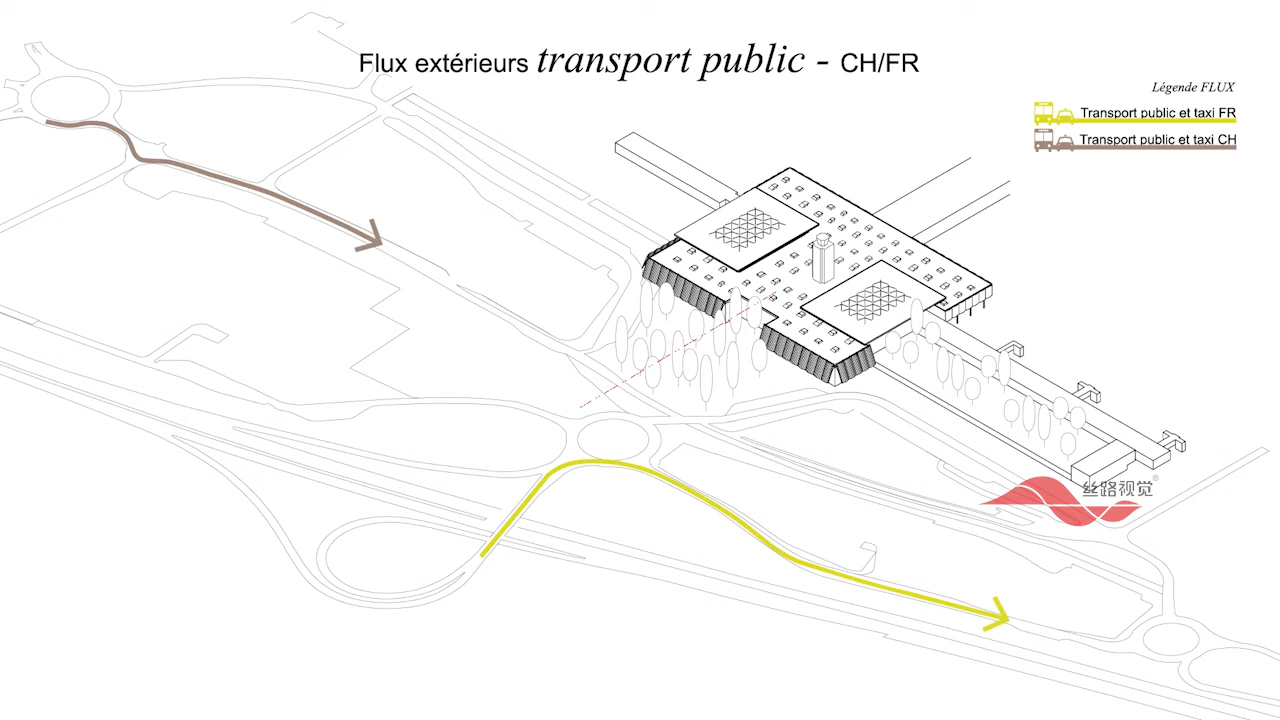 Flux extérieurs transport public - CH/FR
Légende FLUX
Transport public et taxi FR
Transport public et taxi CH
丝路视觉®